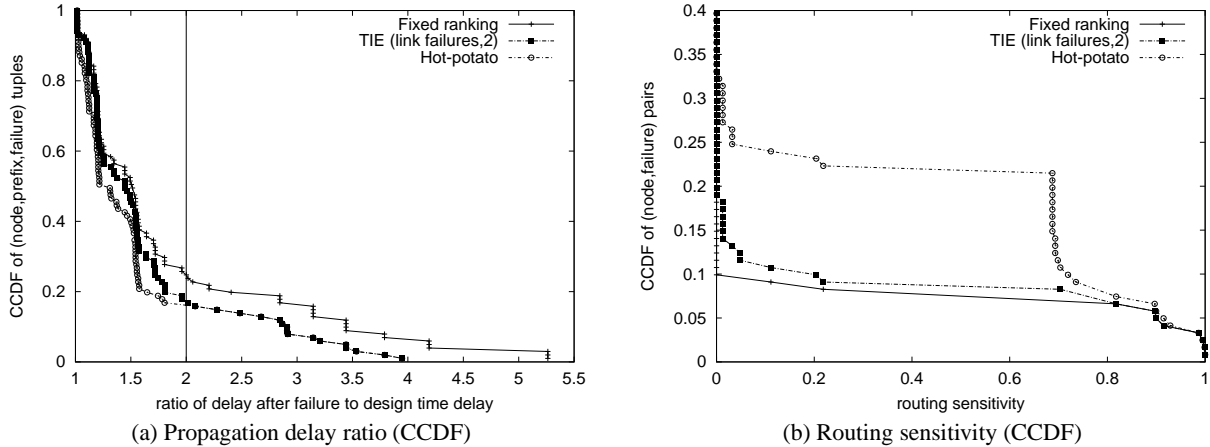 Fixed ranking
TIE (link failures,2)
Hot-potato
CCDF of (node,prefix,failure) tuples
1
0.8
0.6
0.4
0.2
0
1 1.5 2 2.5 3 3.5 4 4.5 5 5.5
ratio of delay after failure to design time delay
(a) Propagation delay ratio (CCDF)
Fixed ranking
TIE (link failures,2)
Hot-potato
CCDF of (node,failure) pairs
0.4
0.35
0.3
0.25
0.2
0.15
0.1
0.05
0
0 0.2 0.4 0.6 0.8 1
routing sensitivity
(b) Routing sensitivity (CCDF)